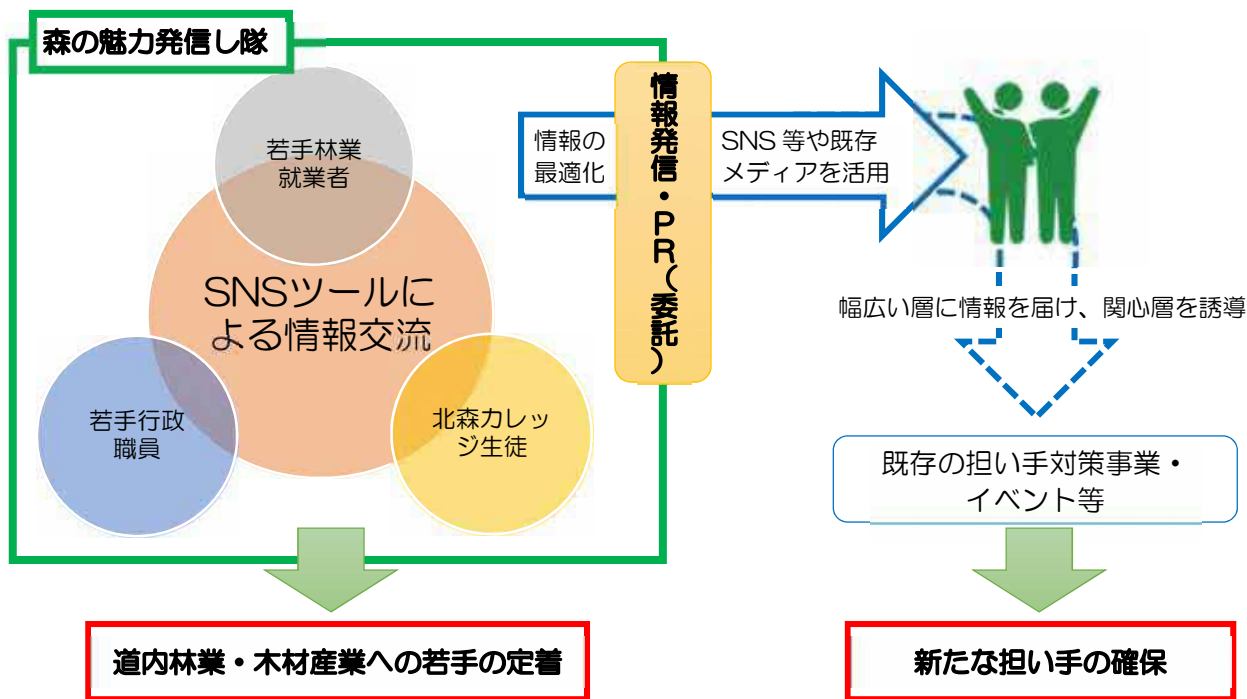 森の魅力発信し隊
若手林業
就業者
SNSツールに
よる情報交流
若手行政
職員
北森カレッ
ジ生徒
情報の
最適化
情報発信・PR(委託)
SNS 等や既存
メディアを活用
幅広い層に情報を届け、関心層を誘導
既存の担い手対策事業・
イベント等
道内林業・木材産業への若手の定着
新たな担い手の確保